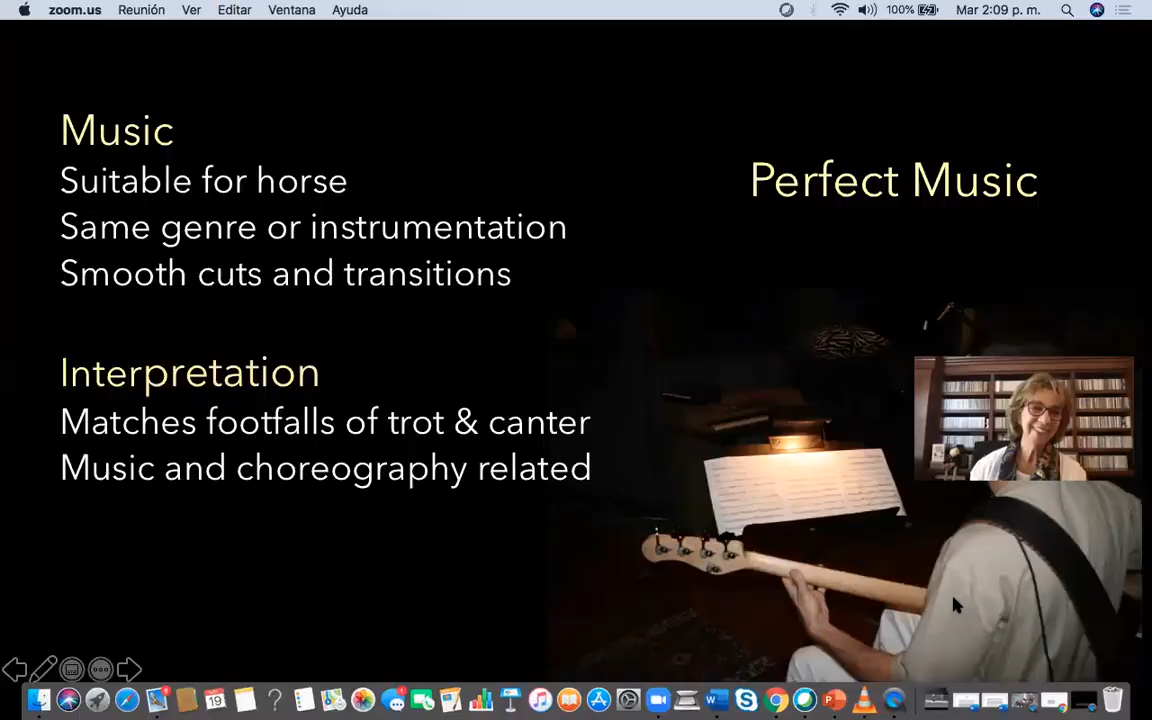 zoom.us Reunión Ver Editar Ventana Ayuda 100% Mar 2:09 p. m.
Music
Suitable for horse
Same genre or instrumentation
Smooth cuts and transitions
Perfect Music
Interpretation
Matches footfalls of trot & canter
Music and choreography related
19